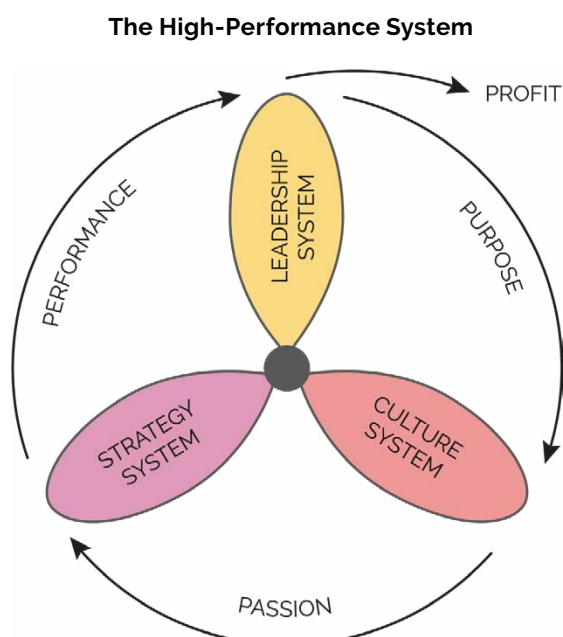 The High-Performance System
PROFIT
PERFORMANCE
LEADERSHIP
SYSTEM
PURPOSE
STRATEGY
SYSTEM
CULTURE
SYSTEM
PASSION